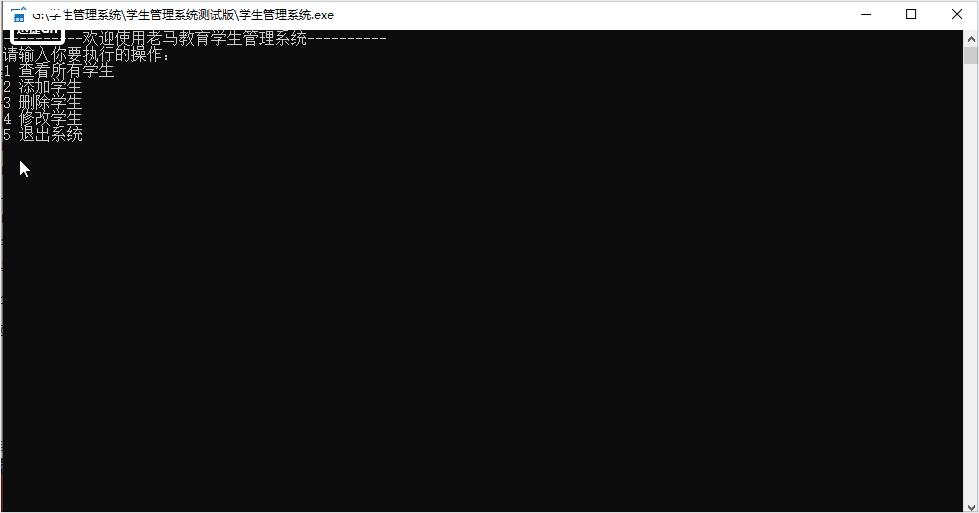 G:\学生管理系统\学生管理系统测试版\学生管理系统.exe
----------欢迎使用老马教育学生管理系统----------
请输入你要执行的操作:
1 查看所有学生
2 添加学生
3 删除学生
4 修改学生
5 退出系统